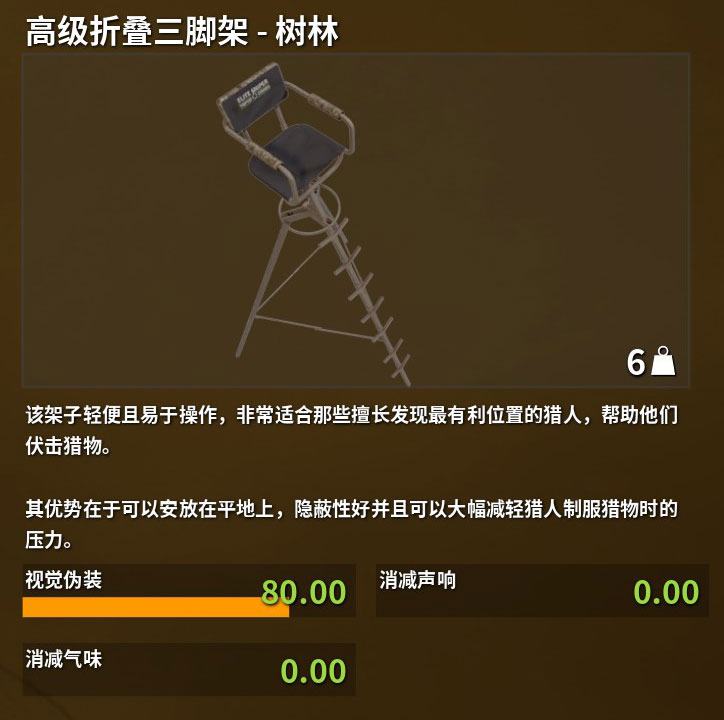 高级折叠三脚架 - 树林
ELITE SNIPER
6
该架子轻便且易于操作，非常适合那些擅长发现最有利位置的猎人，帮助他们
伏击猎物。
其优势在于可以安放在平地上，隐蔽性好并且可以大幅减轻猎人制服猎物时的
压力。
视觉伪装
80.00
消减声响
0.00
消减气味
0.00